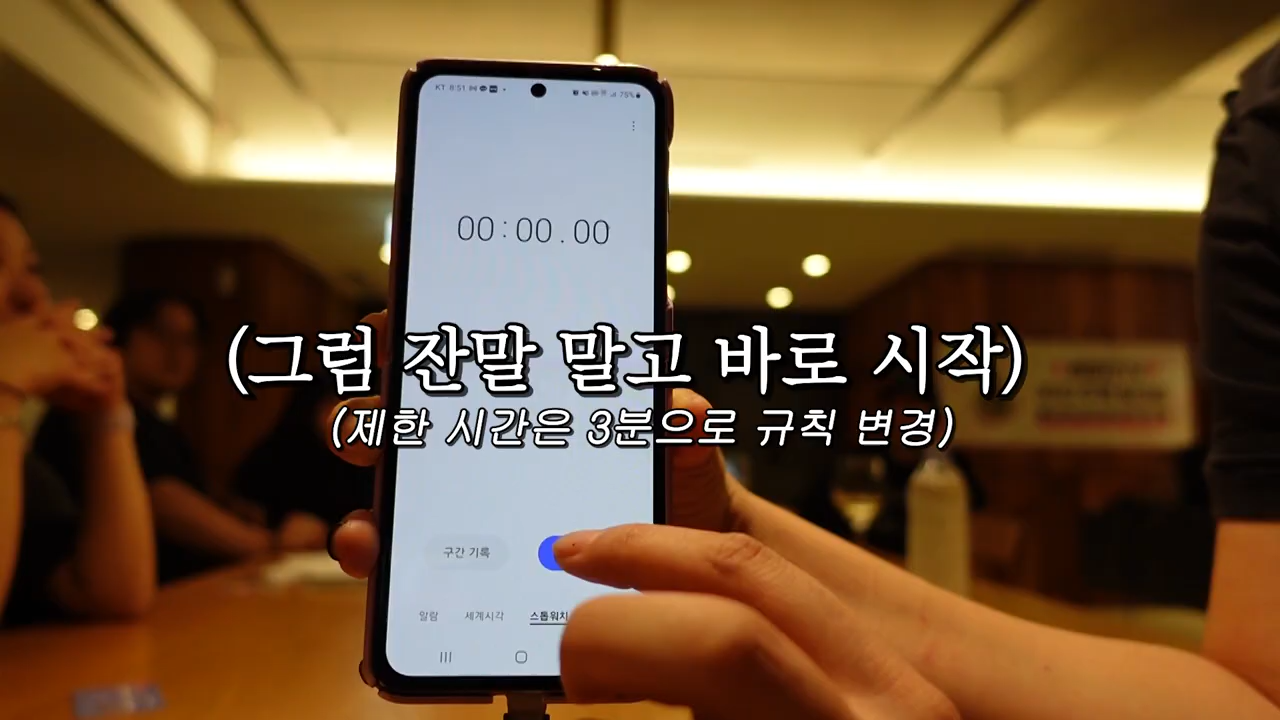 KT 8:51
75%
00:00.00
(그럼 잔말 말고 바로 시작)
(제한 시간은 3분으로 규칙 변경)
구간 기록
알람 세계시각 스톱워치